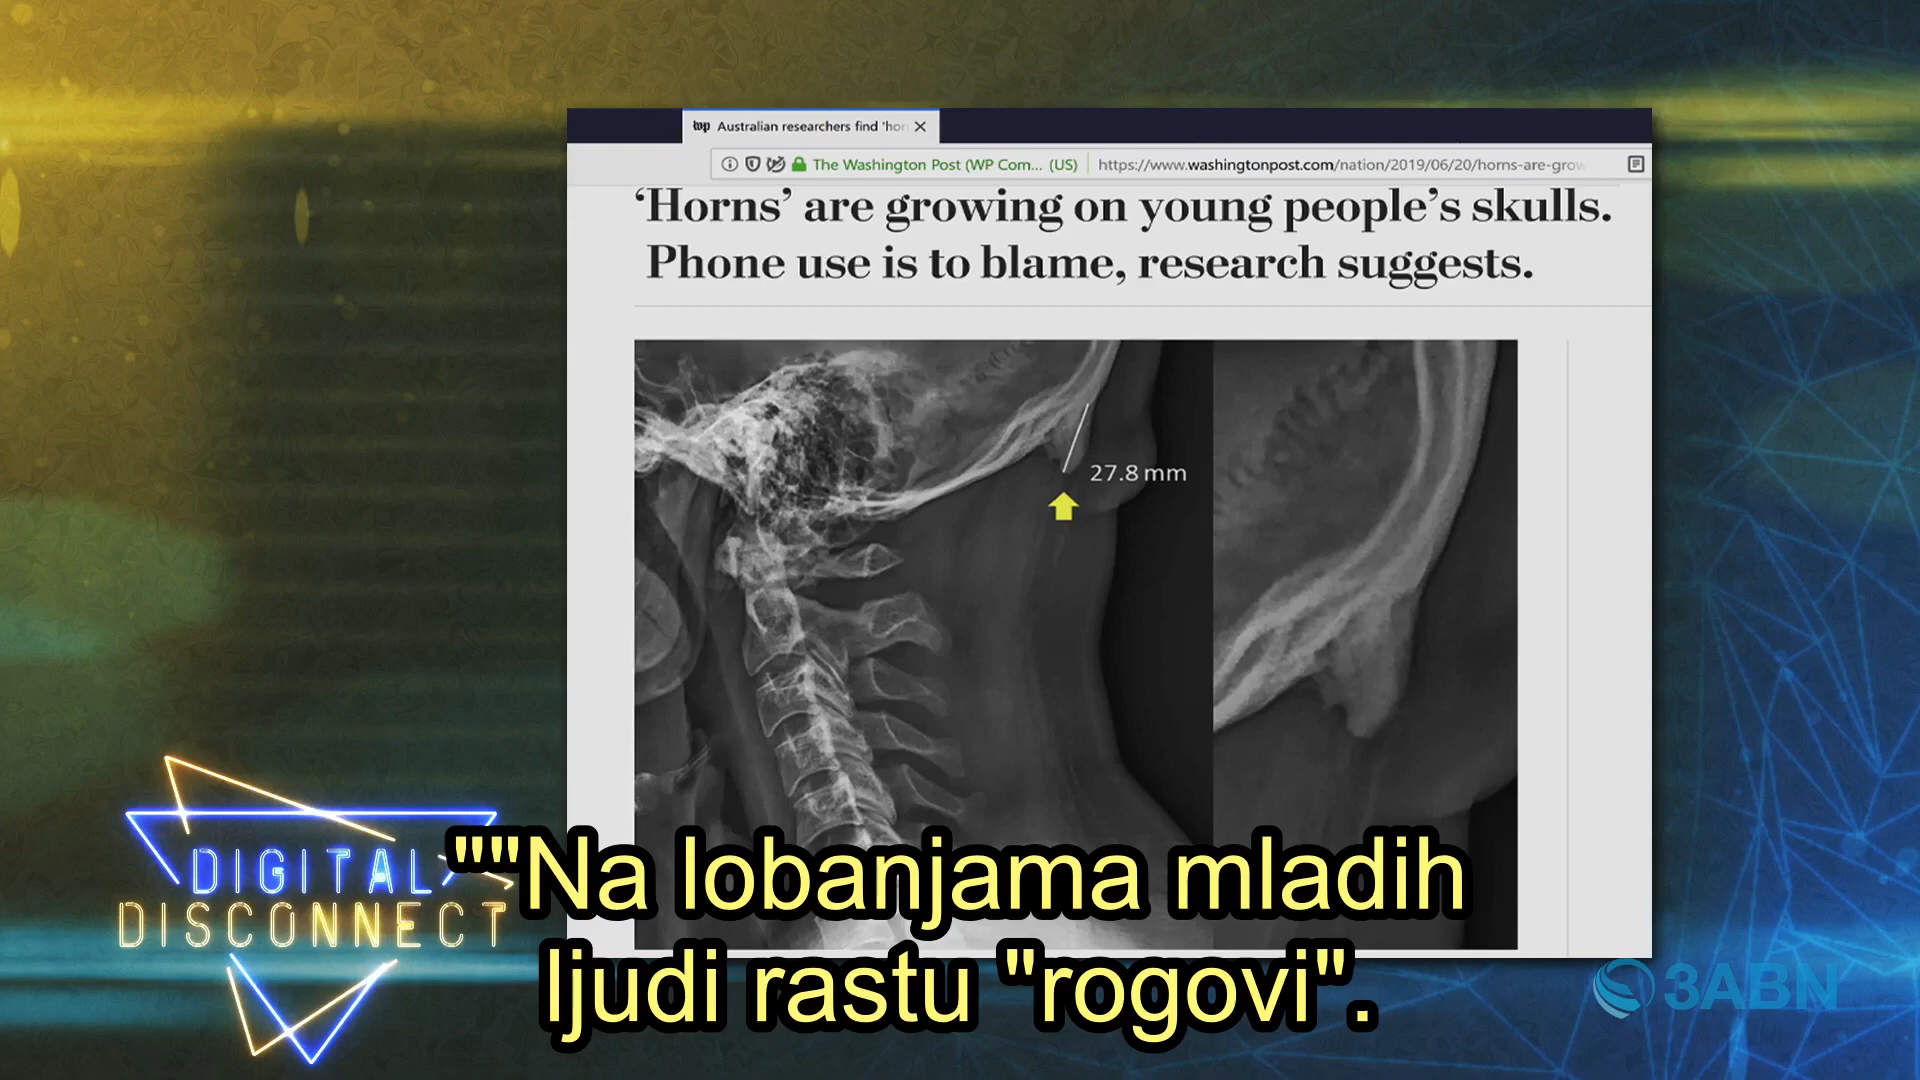 Australian researchers find 'hor
The Washington Post (WP Com... (US) https://www.washingtonpost.com/nation/2019/06/20/horns-are-grow
‘Horns’ are growing on young people’s skulls.
Phone use is to blame, research suggests.
27.8 mm
DIGITAL
DISCONNECT
""Na lobanjama mladih
ljudi rastu "rogovi".
3ABN